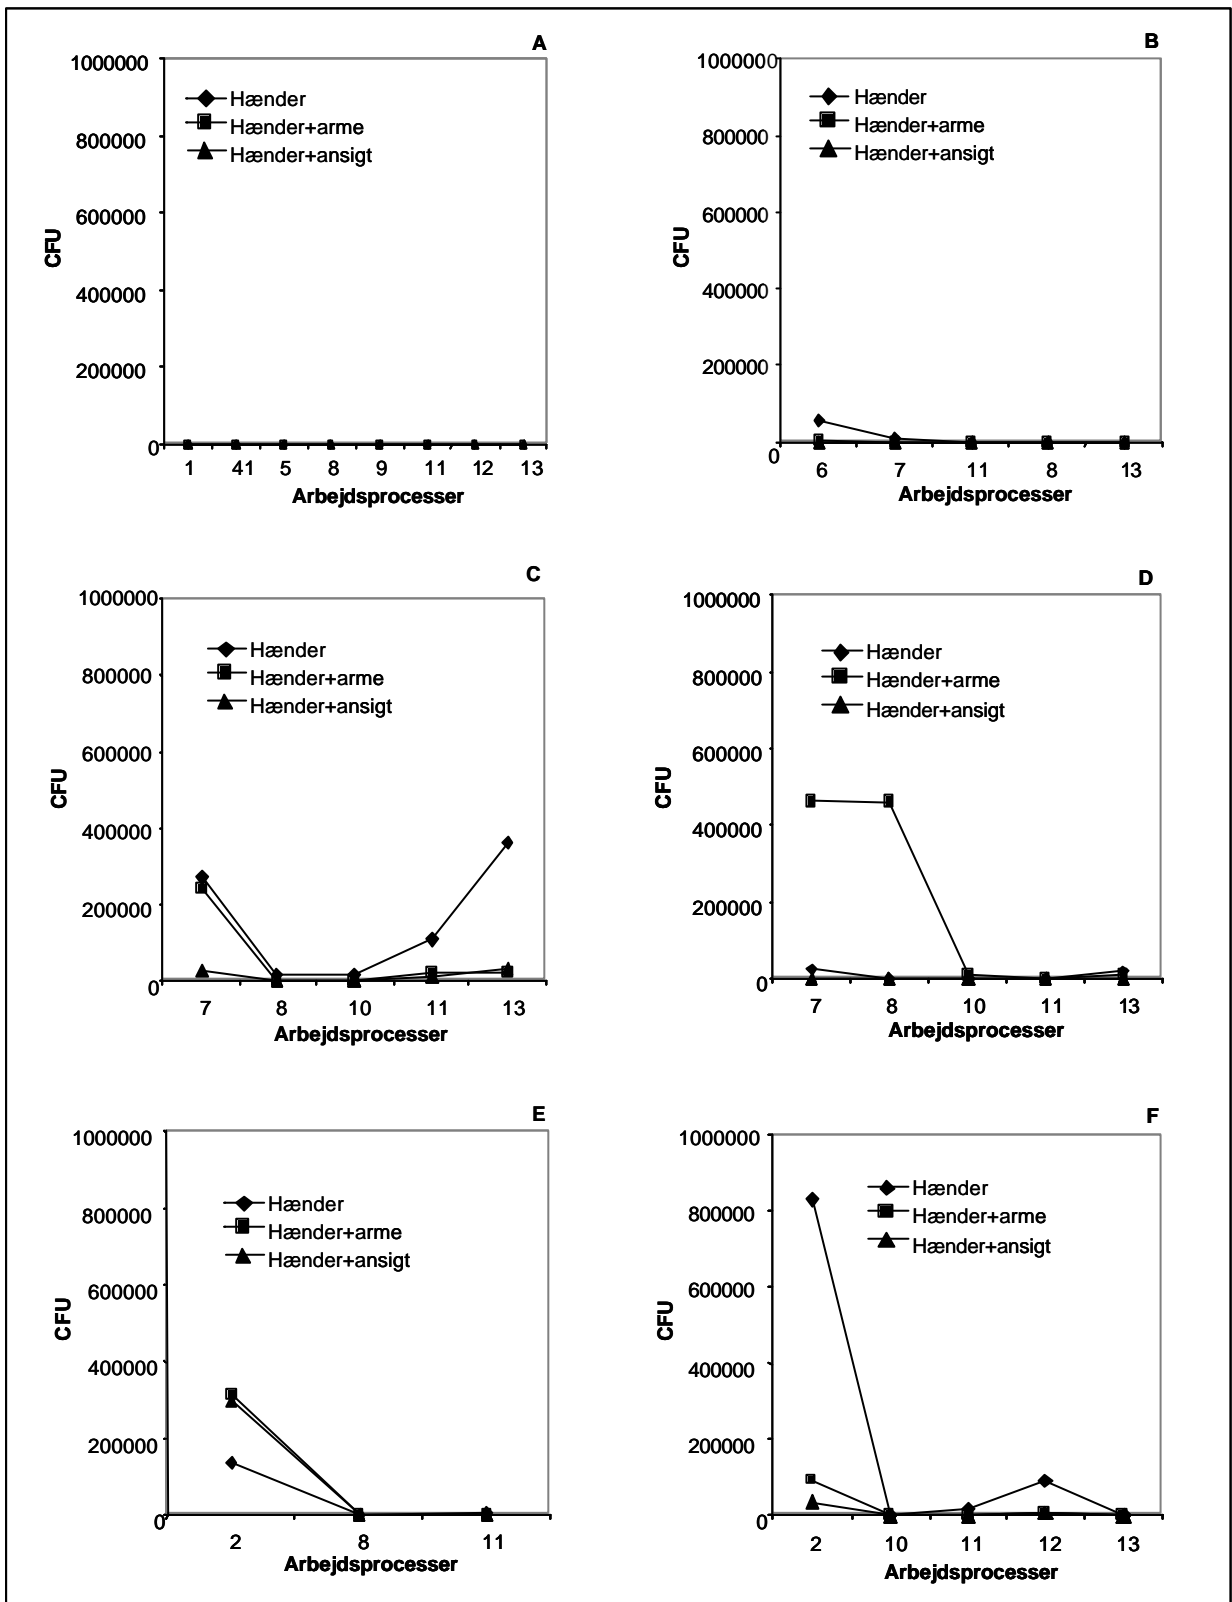 A
1000000
800000
600000
400000
200000
0
CFU
Hænder
Hænder+arme
Hænder+ansigt
1 41 5 8 9 11 12 13
Arbejdsprocesser
B
1000000
800000
600000
400000
200000
0
CFU
Hænder
Hænder+arme
Hænder+ansigt
6 7 11 8 13
Arbejdsprocesser
C
1000000
800000
600000
400000
200000
0
CFU
Hænder
Hænder+arme
Hænder+ansigt
7 8 10 11 13
Arbejdsprocesser
D
1000000
800000
600000
400000
200000
0
CFU
Hænder
Hænder+arme
Hænder+ansigt
7 8 10 11 13
Arbejdsprocesser
E
1000000
800000
600000
400000
200000
0
CFU
Hænder
Hænder+arme
Hænder+ansigt
2 8 11
Arbejdsprocesser
F
1000000
800000
600000
400000
200000
0
CFU
Hænder
Hænder+arme
Hænder+ansigt
2 10 11 12 13
Arbejdsprocesser